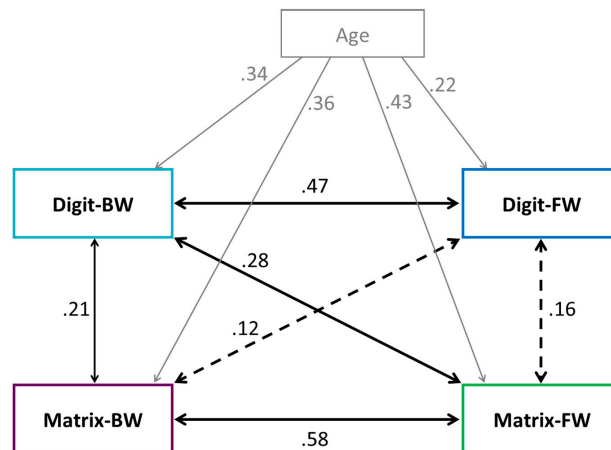 Age
.34
.36
.43
.22
Digit-BW
.47
Digit-FW
.28
.21
.12
.16
Matrix-BW
.58
Matrix-FW